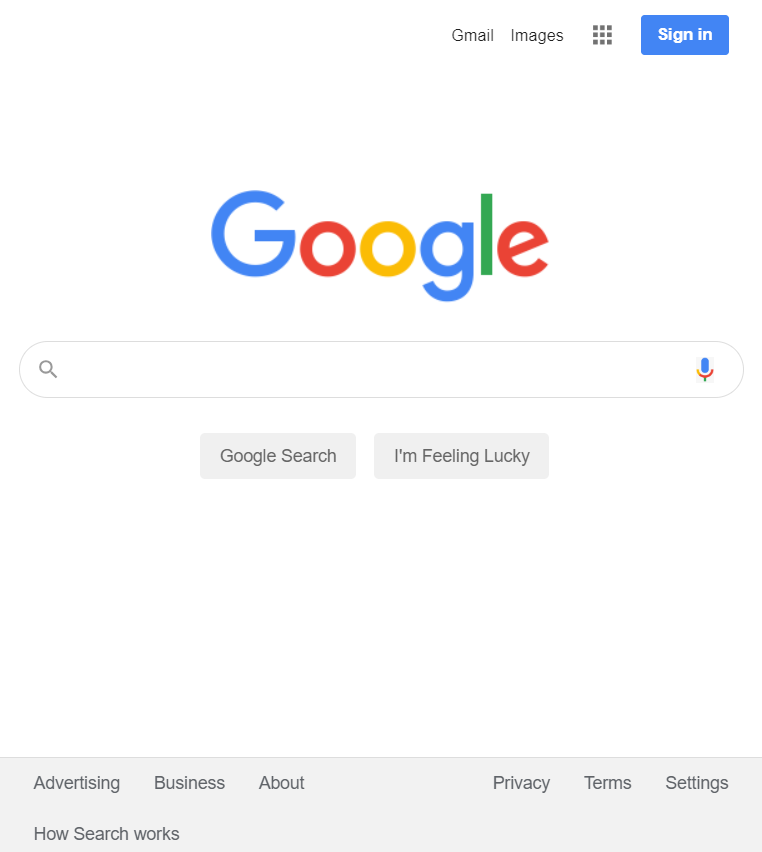 Gmail Images Sign in
Google
Google Search I'm Feeling Lucky
Advertising Business About Privacy Terms Settings
How Search works